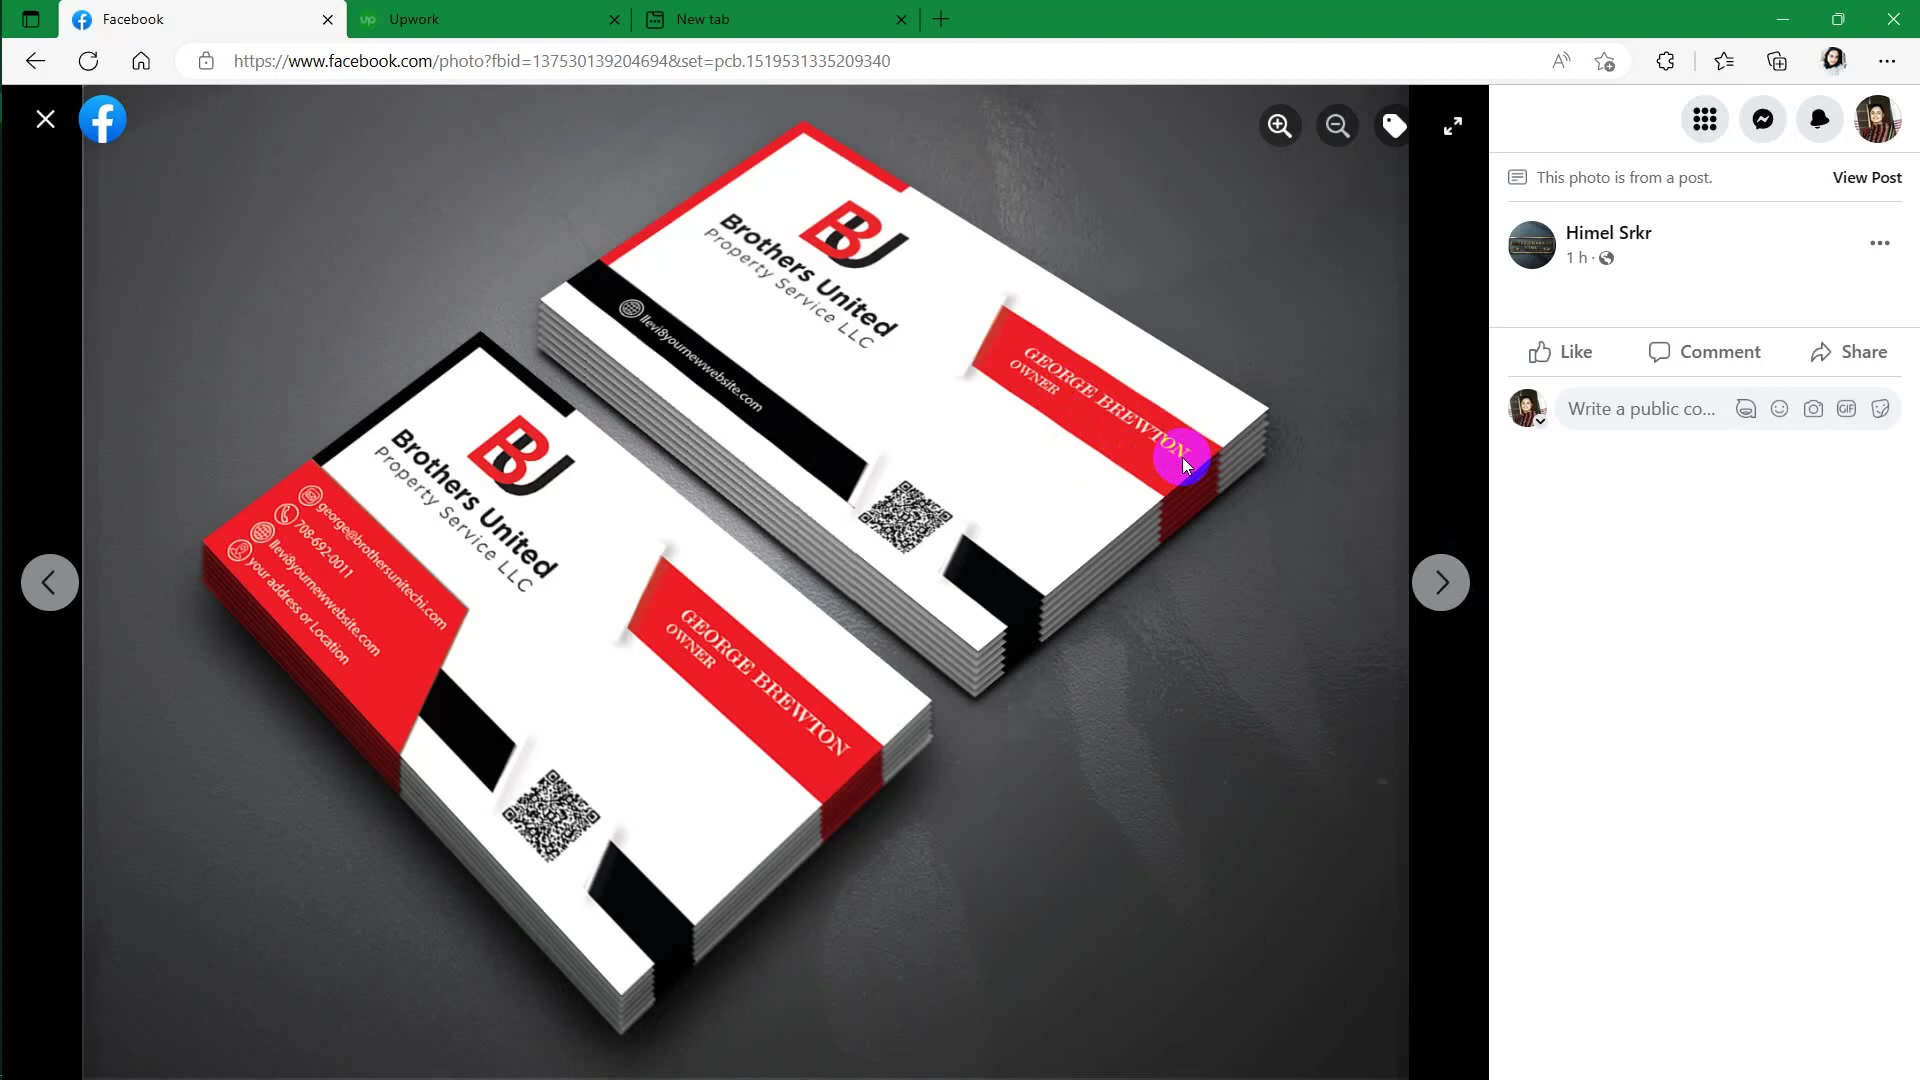 Facebook
Upwork
New tab
https://www.facebook.com/photo?fbid=137530139204694&set=pcb.1519531335209340
This photo is from a post.
View Post
Himel Srkr
1 h
Like
Comment
Share
Write a public co...
GIF
BU
Brothers United
Property Service LLC
llevi8yournewwebsite.com
GEORGE BREWTON
OWNER
BU
Brothers United
Property Service LLC
george@brothersunitechi.com
708-692-0011
llevi8yournewwebsite.com
your address or Location
GEORGE BREWTON
OWNER